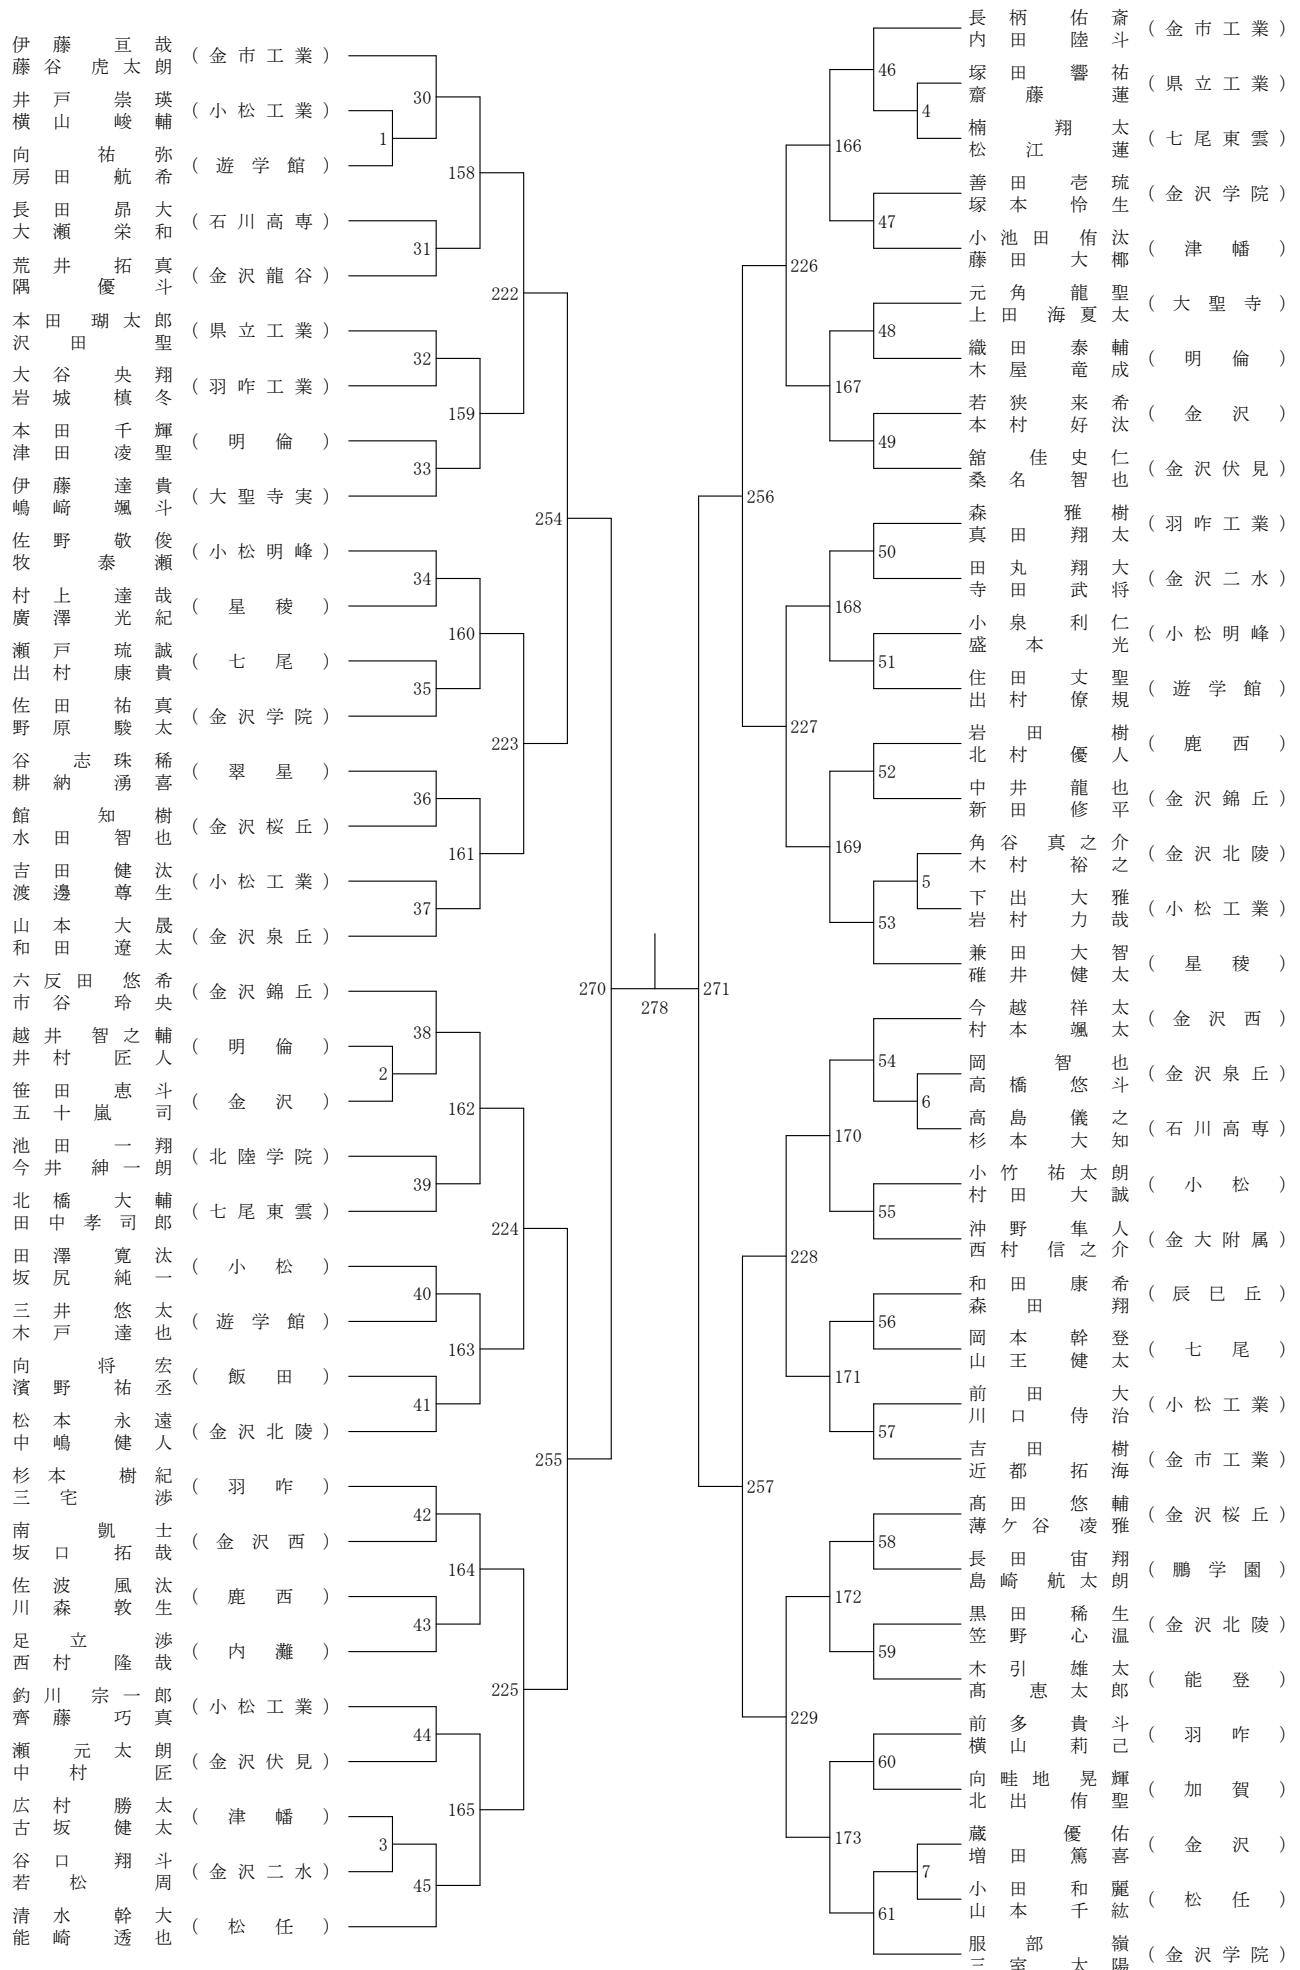 伊藤 亘哉
藤谷 虎太朗 (金市工業)
井戸 崇瑛
横山 峻輔 (小松工業)
向 祐弥
房田 航希 (遊学館)
長田 昴大
大瀬 栄和 (石川高専)
荒井 拓真
隅 優斗 (金沢龍谷)
本田 瑚太郎
沢田 聖 (県立工業)
大谷 央翔
岩城 槙冬 (羽咋工業)
本田 千輝
津田 凌聖 (明倫)
伊藤 達貴
嶋﨑 颯斗 (大聖寺実)
佐野 敬俊
牧 泰瀬 (小松明峰)
村上 達哉
廣澤 光紀 (星稜)
瀬戸 琉誠
出村 康貴 (七尾)
佐田 祐真
野原 駿太 (金沢学院)
谷 志珠稀
耕納 湧喜 (翠星)
館 知樹
水田 智也 (金沢桜丘)
吉田 健汰
渡邊 尊生 (小松工業)
山本 大晟
和田 遼太 (金沢泉丘)
六反田 悠希
市谷 玲央 (金沢錦丘)
越井 智之輔
井村 匠人 (明倫)
笹田 恵斗
五十嵐 司 (金沢)
池田 一翔
今井 紳一朗 (北陸学院)
北橋 大輔
田中 孝司郎 (七尾東雲)
田澤 寛汰
坂尻 純一 (小松)
三井 悠太
木戸 達也 (遊学館)
向 将宏
濱野 祐丞 (飯田)
松本 永遠
中嶋 健人 (金沢北陵)
杉本 樹紀
三宅 渉 (羽咋)
南 凱士
坂口 拓哉 (金沢西)
佐波 風汰
川森 敦生 (鹿西)
足立 渉
西村 隆哉 (内灘)
釣川 宗一郎
齊藤 巧真 (小松工業)
瀬 元太朗
中村 匠 (金沢伏見)
広村 勝太
古坂 健太 (津幡)
谷口 翔斗
若松 周 (金沢二水)
清水 幹大
能崎 透也 (松任)
30
1
158
31
222
32
159
33
254
34
160
35
223
36
161
37
270
38
2
162
39
224
40
163
41
255
42
164
43
225
44
165
3
45
278
271
46
4
166
47
226
48
167
49
256
50
168
51
227
52
169
5
53
54
6
170
55
228
56
171
57
257
58
172
59
229
60
173
7
61
長柄 佑斎
内田 陸斗 (金市工業)
塚田 響祐
齋藤 蓮 (県立工業)
楠 翔太
松江 蓮 (七尾東雲)
善田 壱琉
塚本 怜生 (金沢学院)
小池田 侑汰
藤田 大椰 (津幡)
元角 龍聖
上田 海夏太 (大聖寺)
織田 泰輔
木屋 竜成 (明倫)
若狭 来希
本村 好汰 (金沢)
舘 佳史仁
桑名 智也 (金沢伏見)
森 雅樹
真田 翔太 (羽咋工業)
田丸 翔大
寺田 武将 (金沢二水)
小泉 利仁
盛本 光 (小松明峰)
住田 丈聖
出村 僚規 (遊学館)
岩田 樹
北村 優人 (鹿西)
中井 龍也
新田 修平 (金沢錦丘)
角谷 真之介
木村 裕之 (金沢北陵)
下出 大雅
岩村 力哉 (小松工業)
兼田 大智
碓井 健太 (星稜)
今越 祥太
村本 颯太 (金沢西)
岡 智也
高橋 悠斗 (金沢泉丘)
高島 儀之
杉本 大知 (石川高専)
小竹 祐太朗
村田 大誠 (小松)
沖野 隼人
西村 信之介 (金大附属)
和田 康希
森田 翔 (辰巳丘)
岡本 幹登
山王 健太 (七尾)
前田 大
川口 侍治 (小松工業)
吉田 樹
近都 拓海 (金市工業)
髙田 悠輔
薄ケ谷 凌雅 (金沢桜丘)
長田 宙翔
島崎 航太朗 (鵬学園)
黒田 稀生
笠野 心温 (金沢北陵)
木引 雄太
髙 恵太郎 (能登)
前多 貴斗
横山 莉己 (羽咋)
向畦地 晃輝
北出 侑聖 (加賀)
蔵 優佑
増田 篤喜 (金沢)
小田 和麗
山本 千紘 (松任)
服部 嶺
三室 太陽 (金沢学院)